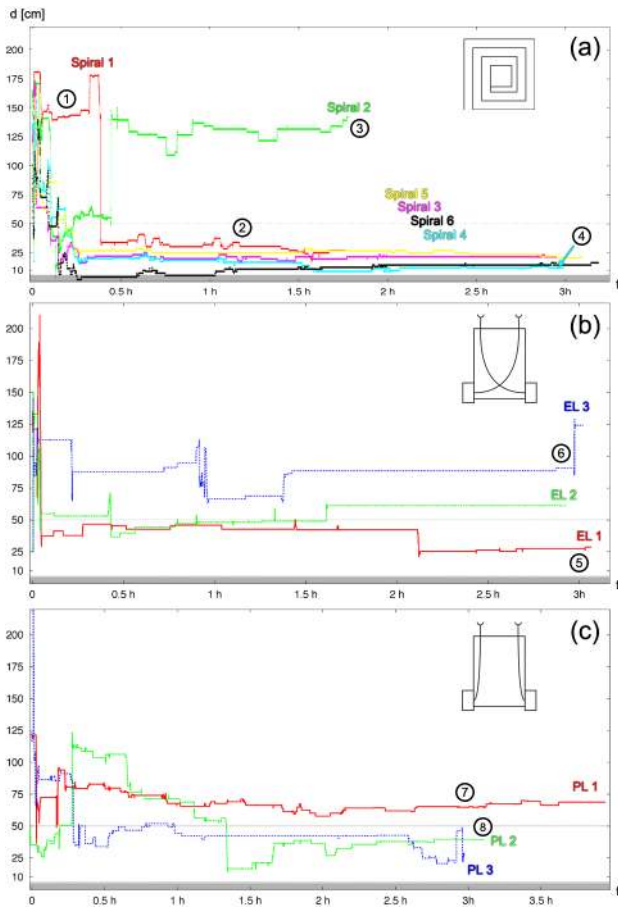 d [cm]
200
175
150
125
100
75
50
25
10
Spiral 1
1
Spiral 2
3
(a)
2
Spiral 5
Spiral 3
Spiral 6
Spiral 4
4
0
0.5 h
1 h
1.5 h
2 h
2.5 h
3h
t
200
175
150
125
100
75
50
25
10
(b)
EL 3
6
EL 2
EL 1
5
0
0.5 h
1 h
1.5 h
2 h
2.5 h
3h
t
200
175
150
125
100
75
50
25
10
(c)
7
PL 1
8
PL 2
PL 3
0
0.5 h
1 h
1.5 h
2 h
2.5 h
3 h
3.5 h
t